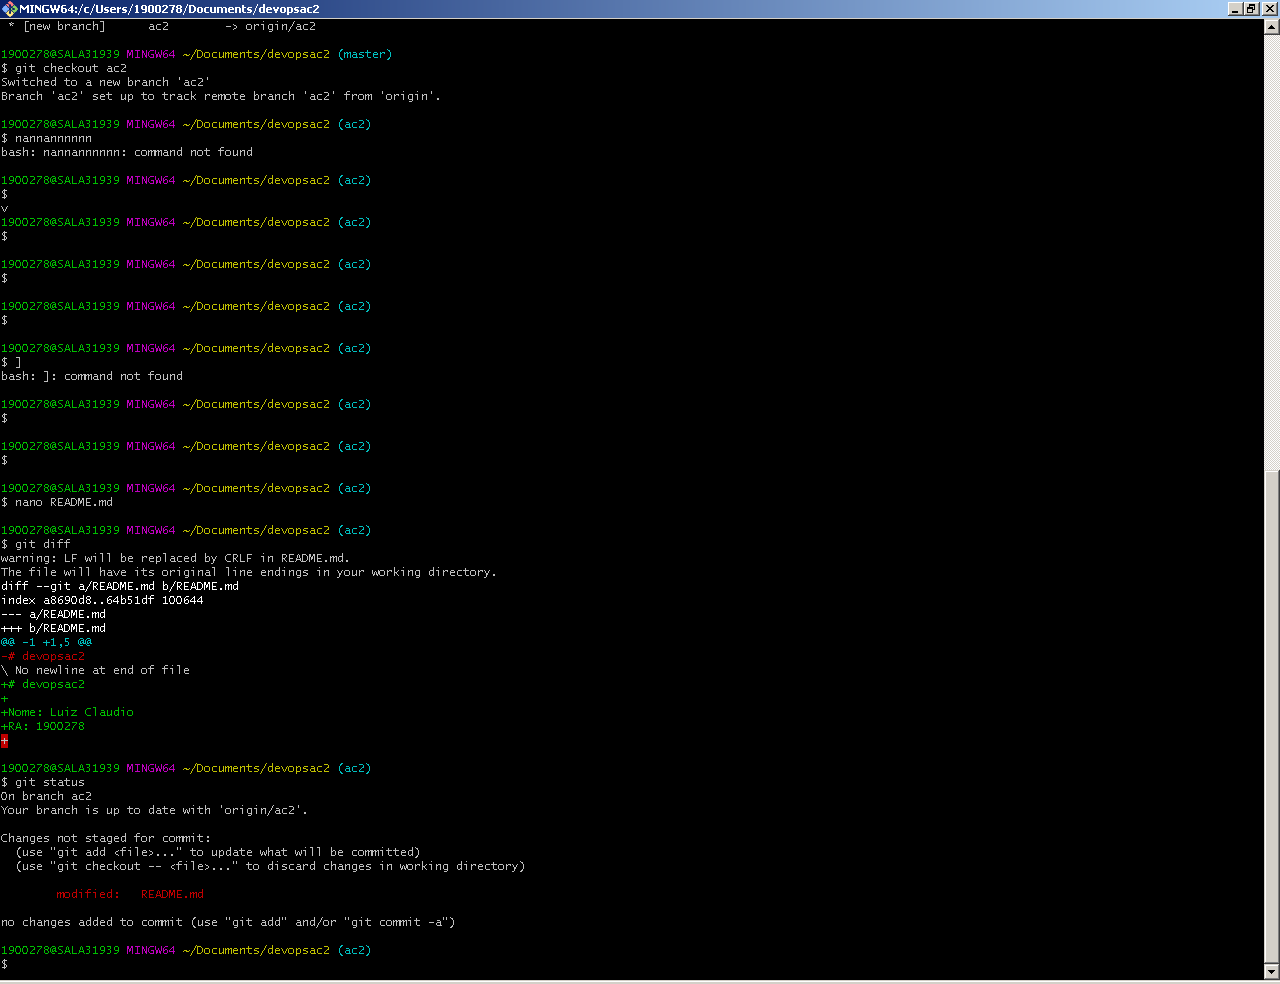 MINGW64:/c/Users/1900278/Documents/devopsac2
 * [new branch]      ac2        -> origin/ac2

1900278@SALA31939 MINGW64 ~/Documents/devopsac2 (master)
$ git checkout ac2
Switched to a new branch 'ac2'
Branch 'ac2' set up to track remote branch 'ac2' from 'origin'.

1900278@SALA31939 MINGW64 ~/Documents/devopsac2 (ac2)
$ nannannnnnn
bash: nannannnnnn: command not found

1900278@SALA31939 MINGW64 ~/Documents/devopsac2 (ac2)
$
v
1900278@SALA31939 MINGW64 ~/Documents/devopsac2 (ac2)
$

1900278@SALA31939 MINGW64 ~/Documents/devopsac2 (ac2)
$

1900278@SALA31939 MINGW64 ~/Documents/devopsac2 (ac2)
$

1900278@SALA31939 MINGW64 ~/Documents/devopsac2 (ac2)
$ ]
bash: ]: command not found

1900278@SALA31939 MINGW64 ~/Documents/devopsac2 (ac2)
$

1900278@SALA31939 MINGW64 ~/Documents/devopsac2 (ac2)
$

1900278@SALA31939 MINGW64 ~/Documents/devopsac2 (ac2)
$ nano README.md

1900278@SALA31939 MINGW64 ~/Documents/devopsac2 (ac2)
$ git diff
warning: LF will be replaced by CRLF in README.md.
The file will have its original line endings in your working directory.
diff --git a/README.md b/README.md
index a8690d8..64b51df 100644
--- a/README.md
+++ b/README.md
@@ -1 +1,5 @@
-# devopsac2
\ No newline at end of file
+# devopsac2
+
+Nome: Luiz Claudio
+RA: 1900278
+

1900278@SALA31939 MINGW64 ~/Documents/devopsac2 (ac2)
$ git status
On branch ac2
Your branch is up to date with 'origin/ac2'.

Changes not staged for commit:
  (use "git add <file>..." to update what will be committed)
  (use "git checkout -- <file>..." to discard changes in working directory)

        modified:   README.md

no changes added to commit (use "git add" and/or "git commit -a")

1900278@SALA31939 MINGW64 ~/Documents/devopsac2 (ac2)
$